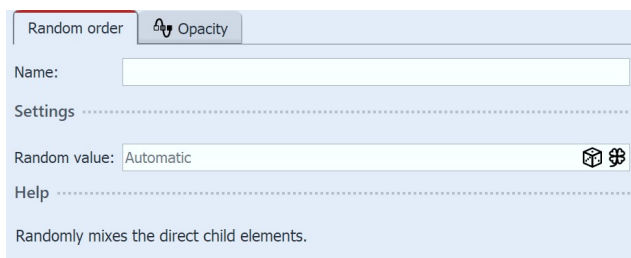 Random order
Opacity
Name:
Settings
Random value: Automatic
Help
Randomly mixes the direct child elements.